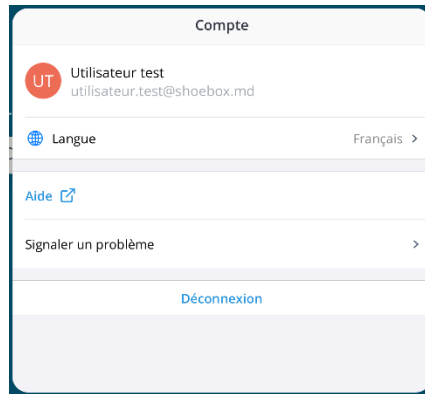 Compte
UT
Utilisateur test
utilisateur.test@shoebox.md
Langue
Français
Aide
Signaler un problème
Déconnexion